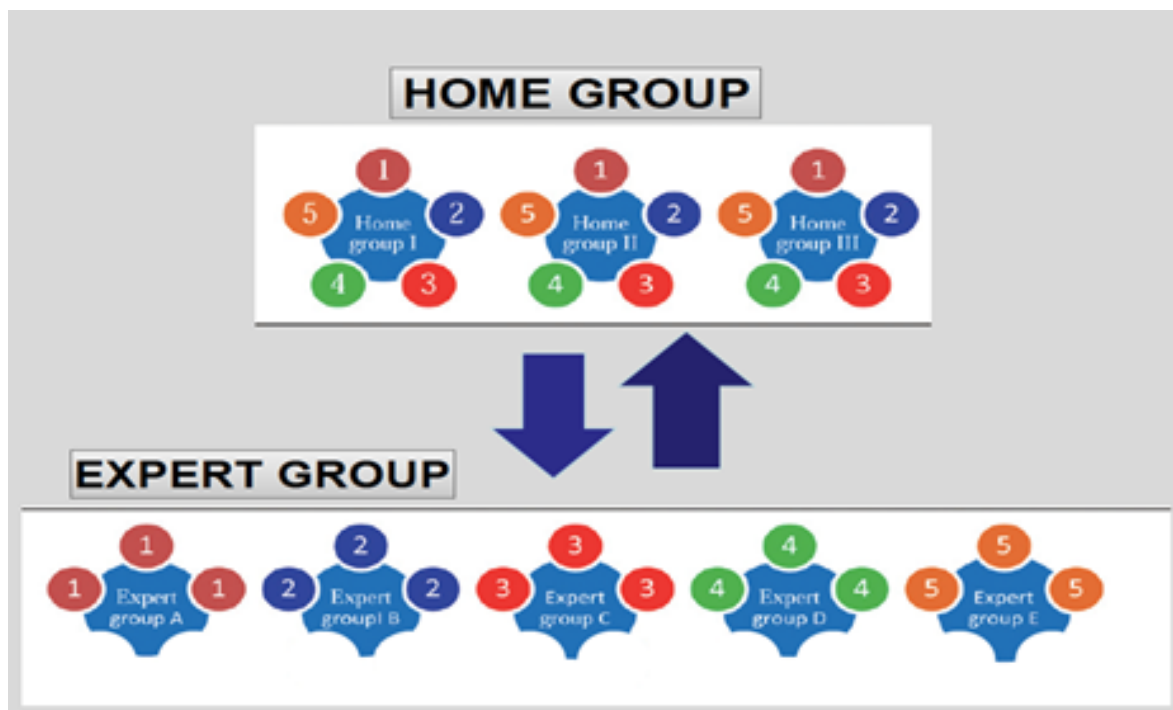 HOME GROUP
1
5
Home
group I
2
4
3
1
5
Home
group II
2
4
3
1
5
Home
group III
2
4
3
EXPERT GROUP
1
1
Expert
group A
1
2
2
Expert
groupI B
2
3
3
Expert
group C
3
4
4
Expert
group D
4
5
5
Expert
group E
5